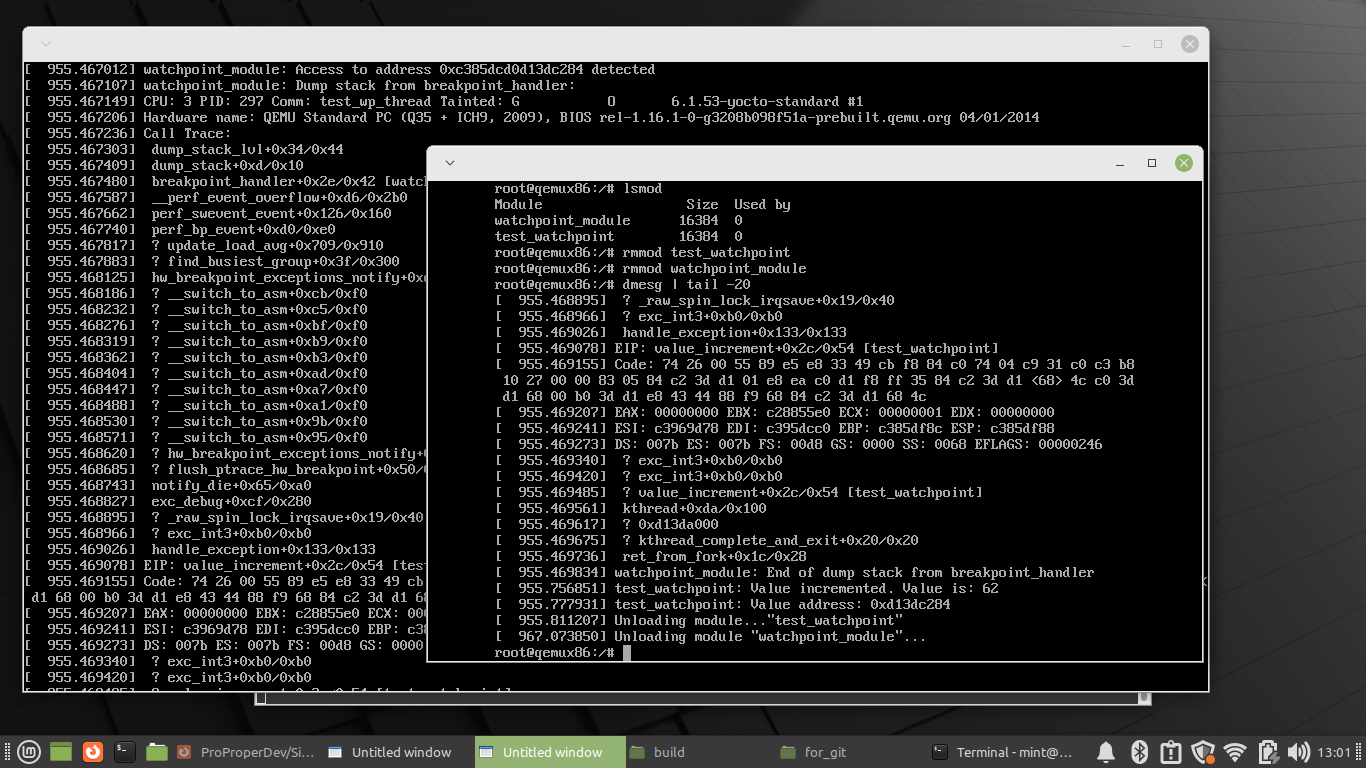 [  955.467012] watchpoint_module: Access to address 0xc385dcd0d13dc284 detected
[  955.467107] watchpoint_module: Dump stack from breakpoint_handler:
[  955.467149] CPU: 3 PID: 297 Comm: test_wp_thread Tainted: G           O       6.1.53-yocto-standard #1
[  955.467206] Hardware name: QEMU Standard PC (Q35 + ICH9, 2009), BIOS rel-1.16.1-0-g3208b098f51a-prebuilt.qemu.org 04/01/2014
[  955.467236] Call Trace:
[  955.467303]  dump_stack_lvl+0x34/0x44
[  955.467409]  dump_stack+0xd/0x10
[  955.467480]  breakpoint_handler+0x2e/0x42 [watc
[  955.467587]  __perf_event_overflow+0xd6/0x2b0
[  955.467662]  perf_swevent_event+0x126/0x160
[  955.467740]  perf_bp_event+0xd0/0xe0
[  955.467817]  ? update_load_avg+0x709/0x910
[  955.467883]  ? find_busiest_group+0x3f/0x300
[  955.468125]  hw_breakpoint_exceptions_notify+0x
[  955.468186]  ? __switch_to_asm+0xcb/0xf0
[  955.468232]  ? __switch_to_asm+0xc5/0xf0
[  955.468276]  ? __switch_to_asm+0xbf/0xf0
[  955.468319]  ? __switch_to_asm+0xb9/0xf0
[  955.468362]  ? __switch_to_asm+0xb3/0xf0
[  955.468404]  ? __switch_to_asm+0xad/0xf0
[  955.468447]  ? __switch_to_asm+0xa7/0xf0
[  955.468488]  ? __switch_to_asm+0xa1/0xf0
[  955.468530]  ? __switch_to_asm+0x9b/0xf0
[  955.468571]  ? __switch_to_asm+0x95/0xf0
[  955.468620]  ? hw_breakpoint_exceptions_notify+
[  955.468685]  ? flush_ptrace_hw_breakpoint+0x50/
[  955.468743]  notify_die+0x65/0xa0
[  955.468827]  exc_debug+0xcf/0x280
[  955.468895]  ? _raw_spin_lock_irqsave+0x19/0x40
[  955.468966]  ? exc_int3+0xb0/0xb0
[  955.469026]  handle_exception+0x133/0x133
[  955.469078] EIP: value_increment+0x2c/0x54 [tes
[  955.469155] Code: 74 26 00 55 89 e5 e8 33 49 cb
d1 68 00 b0 3d d1 e8 43 44 88 f9 68 84 c2 3d d1 6
[  955.469207] EAX: 00000000 EBX: c28855e0 ECX: 00
[  955.469241] ESI: c3969d78 EDI: c395dcc0 EBP: c3
[  955.469273] DS: 007b ES: 007b FS: 00d8 GS: 0000
[  955.469340]  ? exc_int3+0xb0/0xb0
[  955.469420]  ? exc_int3+0xb0/0xb0
root@qemux86:/# lsmod
Module                  Size  Used by
watchpoint_module      16384  0
test_watchpoint        16384  0
root@qemux86:/# rmmod test_watchpoint
root@qemux86:/# rmmod watchpoint_module
root@qemux86:/# dmesg | tail -20
[  955.468895]  ? _raw_spin_lock_irqsave+0x19/0x40
[  955.468966]  ? exc_int3+0xb0/0xb0
[  955.469026]  handle_exception+0x133/0x133
[  955.469078] EIP: value_increment+0x2c/0x54 [test_watchpoint]
[  955.469155] Code: 74 26 00 55 89 e5 e8 33 49 cb f8 84 c0 74 04 c9 31 c0 c3 b8
10 27 00 00 83 05 84 c2 3d d1 01 e8 ea c0 d1 f8 ff 35 84 c2 3d d1 <68> 4c c0 3d
d1 68 00 b0 3d d1 e8 43 44 88 f9 68 84 c2 3d d1 68 4c
[  955.469207] EAX: 00000000 EBX: c28855e0 ECX: 00000001 EDX: 00000000
[  955.469241] ESI: c3969d78 EDI: c395dcc0 EBP: c385df8c ESP: c385df88
[  955.469273] DS: 007b ES: 007b FS: 00d8 GS: 0000 SS: 0068 EFLAGS: 00000246
[  955.469340]  ? exc_int3+0xb0/0xb0
[  955.469420]  ? exc_int3+0xb0/0xb0
[  955.469485]  ? value_increment+0x2c/0x54 [test_watchpoint]
[  955.469561]  kthread+0xda/0x100
[  955.469617]  ? 0xd13da000
[  955.469675]  ? kthread_complete_and_exit+0x20/0x20
[  955.469736]  ret_from_fork+0x1c/0x28
[  955.469834] watchpoint_module: End of dump stack from breakpoint_handler
[  955.756851] test_watchpoint: Value incremented. Value is: 62
[  955.777931] test_watchpoint: Value address: 0xd13dc284
[  955.811207] Unloading module..."test_watchpoint"
[  967.073850] Unloading module "watchpoint_module"...
root@qemux86:/#
ProProperDev/Si... Untitled window Untitled window build for_git Terminal - mint@... 13:01